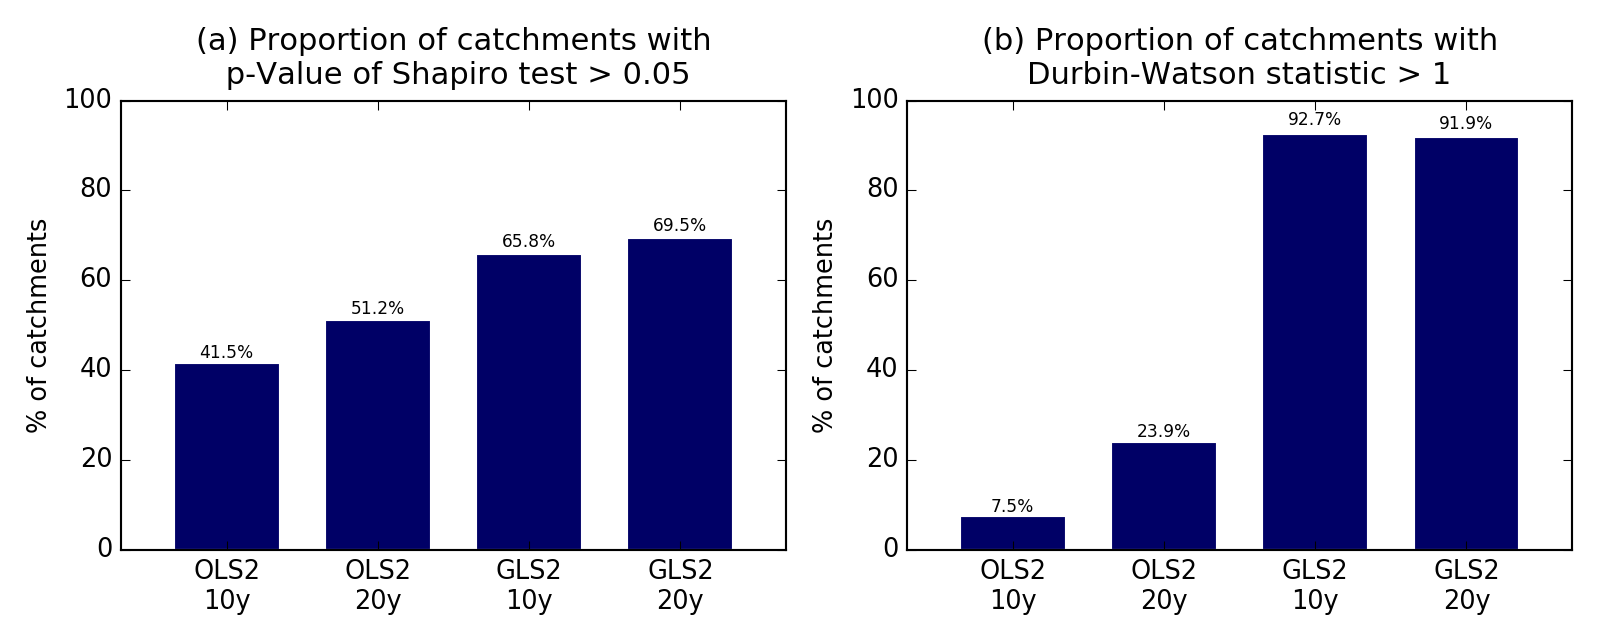 (a) Proportion of catchments with
p-Value of Shapiro test > 0.05
% of catchments
100
80
60
40
20
0
41.5%
51.2%
65.8%
69.5%
OLS2 OLS2 GLS2 GLS2
10y 20y 10y 20y
(b) Proportion of catchments with
Durbin-Watson statistic > 1
% of catchments
100
80
60
40
20
0
7.5%
23.9%
92.7%
91.9%
OLS2 OLS2 GLS2 GLS2
10y 20y 10y 20y